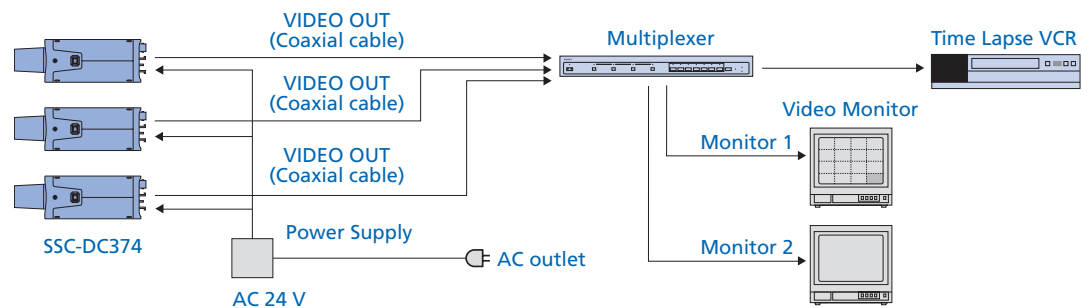 VIDEO OUT
(Coaxial cable)
Multiplexer
Time Lapse VCR
VIDEO OUT
(Coaxial cable)
Video Monitor
Monitor 1
VIDEO OUT
(Coaxial cable)
SSC-DC374
Power Supply
AC outlet
Monitor 2
AC 24 V